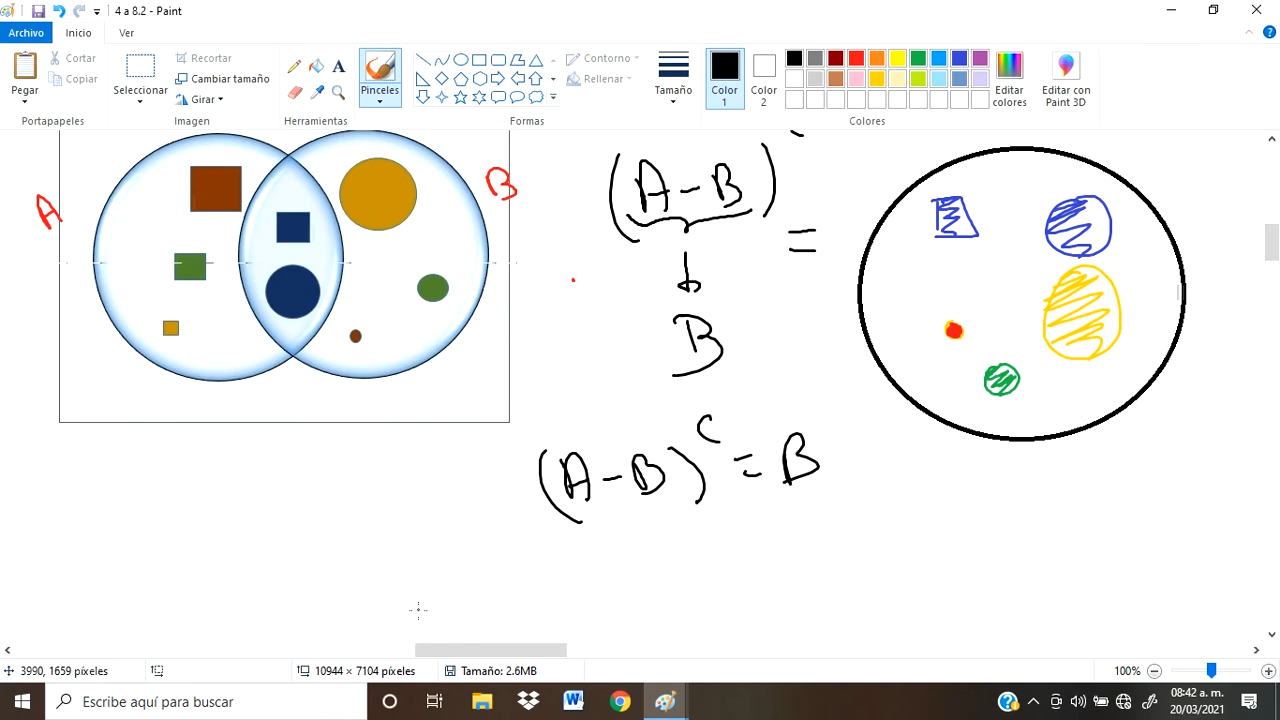 4 a 8.2 - Paint
Archivo Inicio Ver
Pegar Cortar Copiar Seleccionar Recortar Cambiar tamaño Girar Pinceles Contorno Rellenar Tamaño Color 1 Color 2 Editar colores Editar con Paint 3D
Portapapeles Imagen Herramientas Formas Colores
A B
(A - B)^c =
B
(A - B)^c = B
3990, 1659 píxeles 10944 × 7104 píxeles Tamaño: 2.6MB 100%
Escribe aquí para buscar 08:42 a. m.
20/03/2021